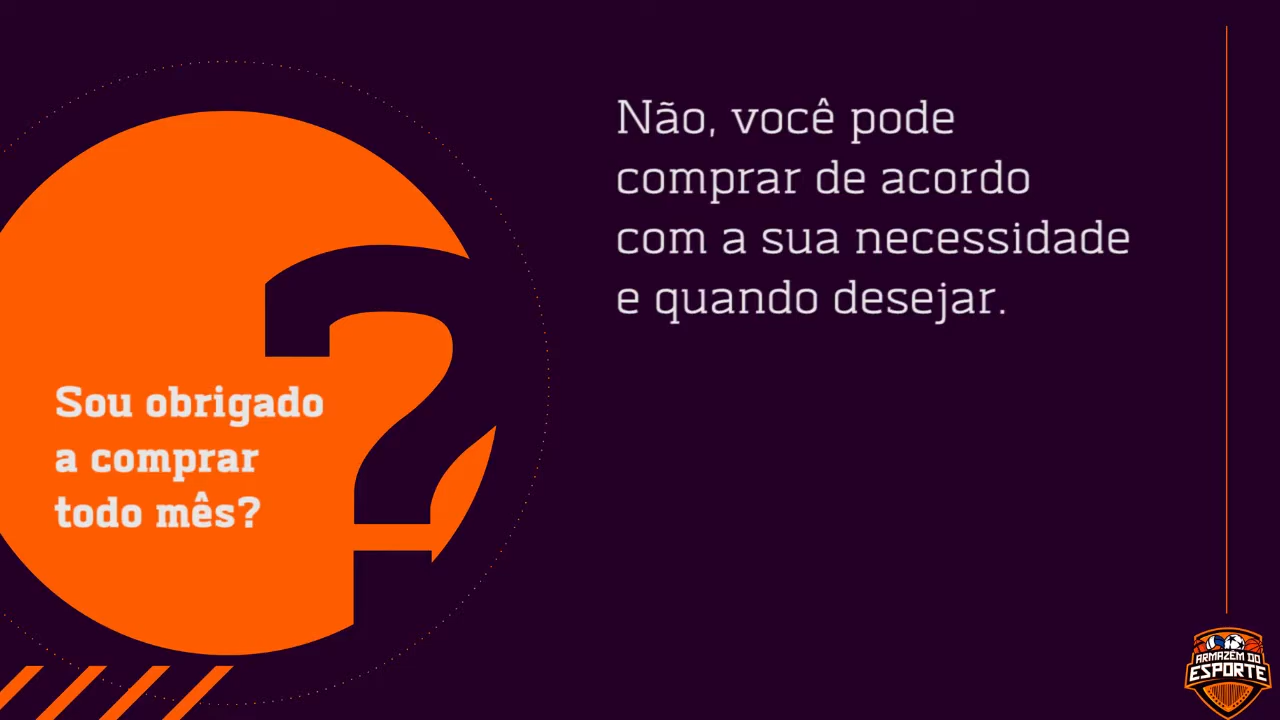 Sou obrigado
a comprar
todo mês?
Não, você pode
comprar de acordo
com a sua necessidade
e quando desejar.
ARMAZÉM DO
ESPORTE